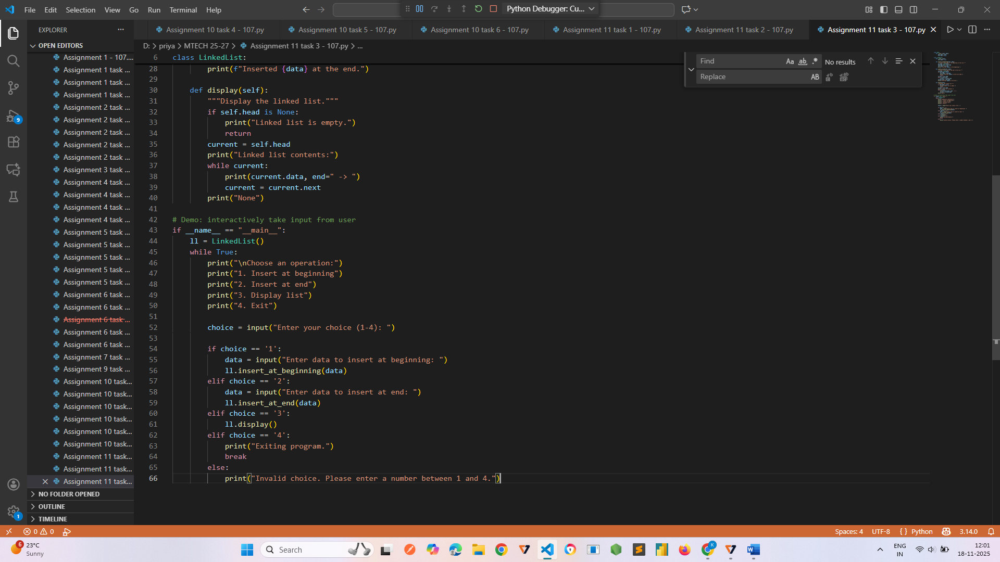 File Edit Selection View Go Run Terminal Help
Python Debugger: Cu...
EXPLORER
Assignment 10 task 4 - 107.py
Assignment 10 task 5 - 107.py
Assignment 10 task 6 - 107.py
Assignment 11 task 1 - 107.py
Assignment 11 task 2 - 107.py
Assignment 11 task 3 - 107.py
D: > priya > MTECH 25-27 > Assignment 11 task 3 - 107.py > ...
OPEN EDITORS
Assignment 1 - 107....
Assignment 1 task ...
Assignment 1 task ...
Assignment 1 task ...
Assignment 2 task ...
Assignment 2 task ...
Assignment 2 task ...
Assignment 2 task ...
Assignment 2 task ...
Assignment 3 task ...
Assignment 4 task ...
Assignment 4 task ...
Assignment 4 task ...
Assignment 4 task ...
Assignment 5 task ...
Assignment 5 task ...
Assignment 5 task ...
Assignment 5 task ...
Assignment 5 task ...
Assignment 6 task ...
Assignment 6 task ...
Assignment 6 task ...
Assignment 6 task ...
Assignment 6 task ...
Assignment 7 task ...
Assignment 9 task ...
Assignment 10 task...
Assignment 10 task...
Assignment 10 task...
Assignment 10 task...
Assignment 10 task...
Assignment 10 task...
Assignment 11 task...
Assignment 11 task...
Assignment 11 task...
NO FOLDER OPENED
OUTLINE
TIMELINE
9
1
Find
Aa ab .*
No results
Replace
AB
6 class LinkedList:
28 print(f"Inserted {data} at the end.")
29
30 def display(self):
31 """Display the linked list."""
32 if self.head is None:
33 print("Linked list is empty.")
34 return
35 current = self.head
36 print("Linked list contents:")
37 while current:
38 print(current.data, end=" -> ")
39 current = current.next
40 print("None")
41
42 # Demo: interactively take input from user
43 if __name__ == "__main__":
44 ll = LinkedList()
45 while True:
46 print("\nChoose an operation:")
47 print("1. Insert at beginning")
48 print("2. Insert at end")
49 print("3. Display list")
50 print("4. Exit")
51
52 choice = input("Enter your choice (1-4): ")
53
54 if choice == '1':
55 data = input("Enter data to insert at beginning: ")
56 ll.insert_at_beginning(data)
57 elif choice == '2':
58 data = input("Enter data to insert at end: ")
59 ll.insert_at_end(data)
60 elif choice == '3':
61 ll.display()
62 elif choice == '4':
63 print("Exiting program.")
64 break
65 else:
66 print("Invalid choice. Please enter a number between 1 and 4.")
0 0
Spaces: 4 UTF-8 { } Python 3.14.0
6
23°C
Sunny
Search
K
ENG
IN
12:01
18-11-2025